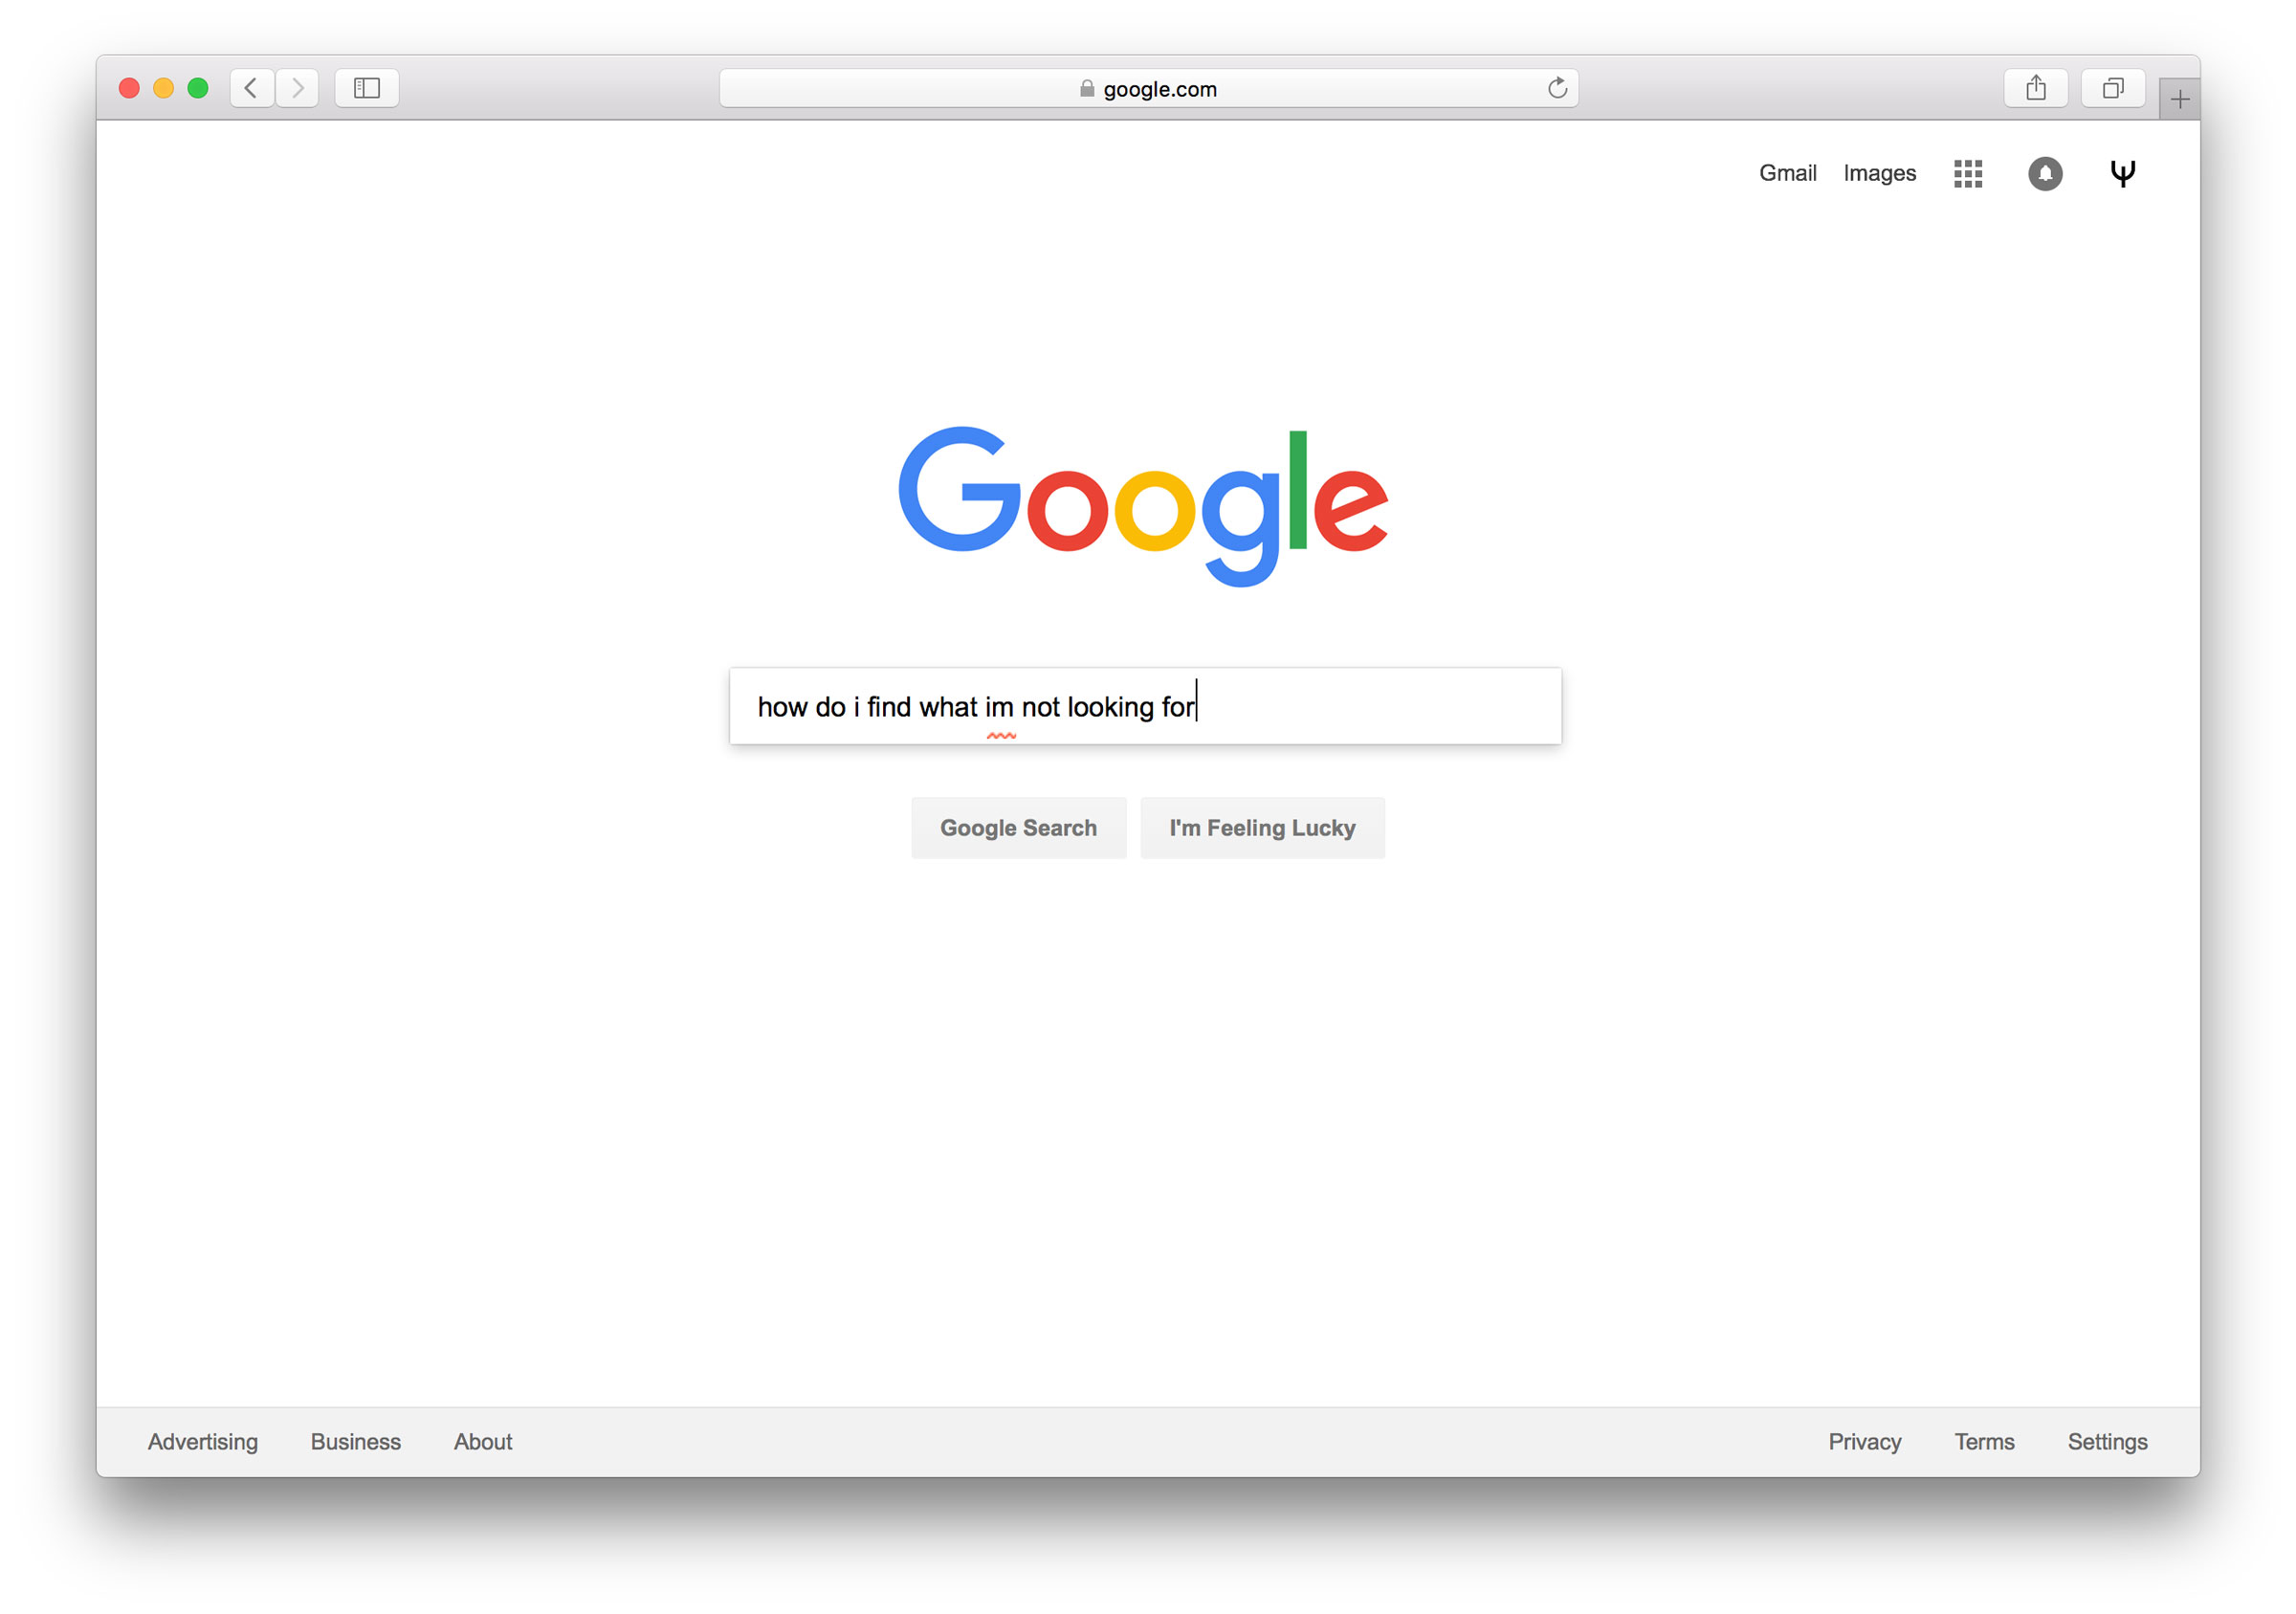 google.com
Gmail Images
Google
how do i find what im not looking for
Google Search I'm Feeling Lucky
Advertising Business About Privacy Terms Settings